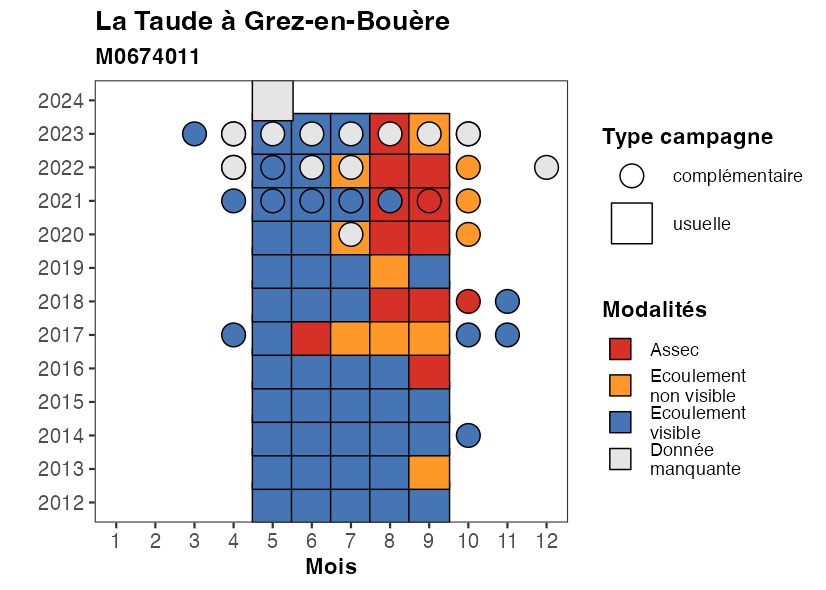 La Taude à Grez-en-Bouère
M0674011
2024
2023
2022
2021
2020
2019
2018
2017
2016
2015
2014
2013
2012
1 2 3 4 5 6 7 8 9 10 11 12
Mois
Type campagne
complémentaire
usuelle
Modalités
Assec
Ecoulement
non visible
Ecoulement
visible
Donnée
manquante